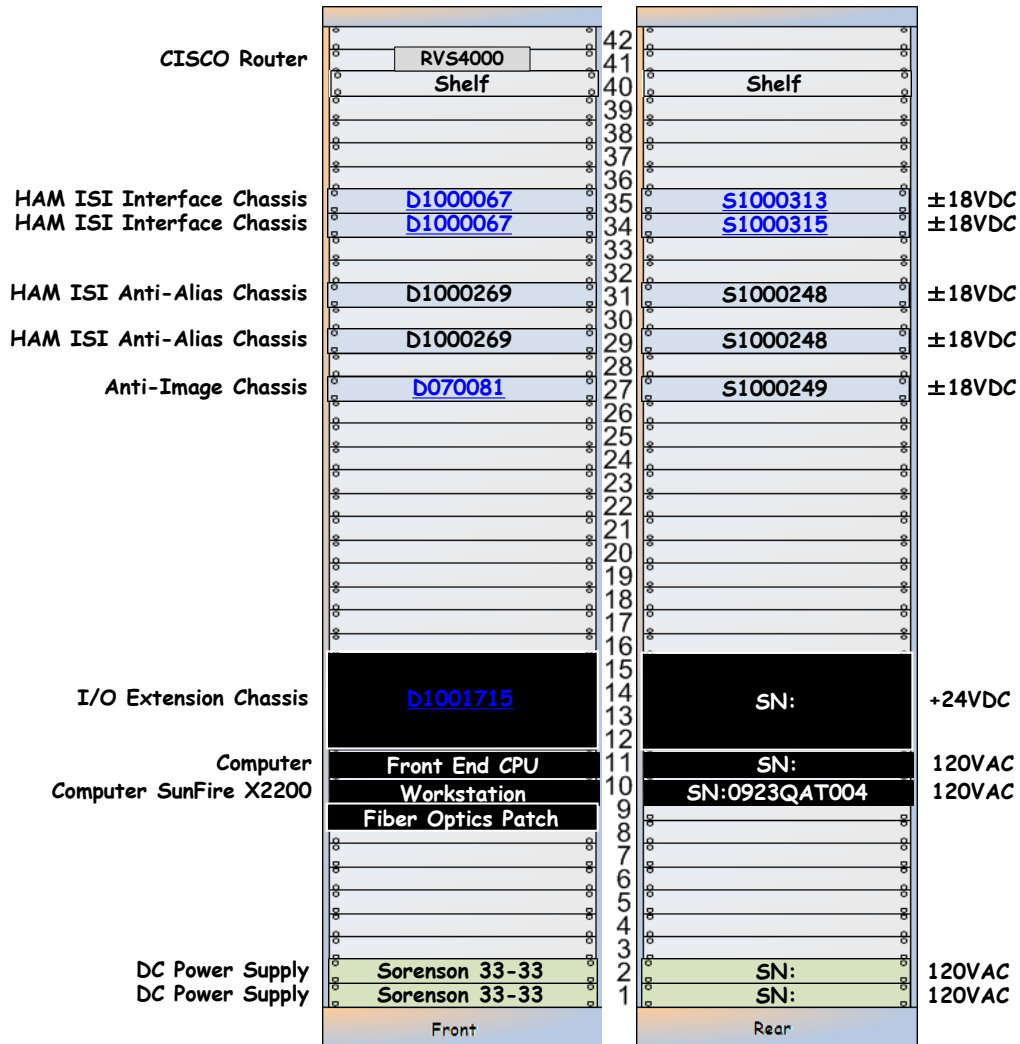 42
CISCO Router RVS4000 41
Shelf 40 Shelf
39
38
37
36
HAM ISI Interface Chassis D1000067 35 S1000313 ±18VDC
HAM ISI Interface Chassis D1000067 34 S1000315 ±18VDC
33
32
HAM ISI Anti-Alias Chassis D1000269 31 S1000248 ±18VDC
30
HAM ISI Anti-Alias Chassis D1000269 29 S1000248 ±18VDC
28
Anti-Image Chassis D070081 27 S1000249 ±18VDC
26
25
24
23
22
21
20
19
18
17
16
15
I/O Extension Chassis D1001715 14 SN: +24VDC
13
12
Computer Front End CPU 11 SN: 120VAC
Computer SunFire X2200 Workstation 10 SN:0923QAT004 120VAC
Fiber Optics Patch 9
8
7
6
5
4
3
DC Power Supply Sorenson 33-33 2 SN: 120VAC
DC Power Supply Sorenson 33-33 1 SN: 120VAC
Front Rear